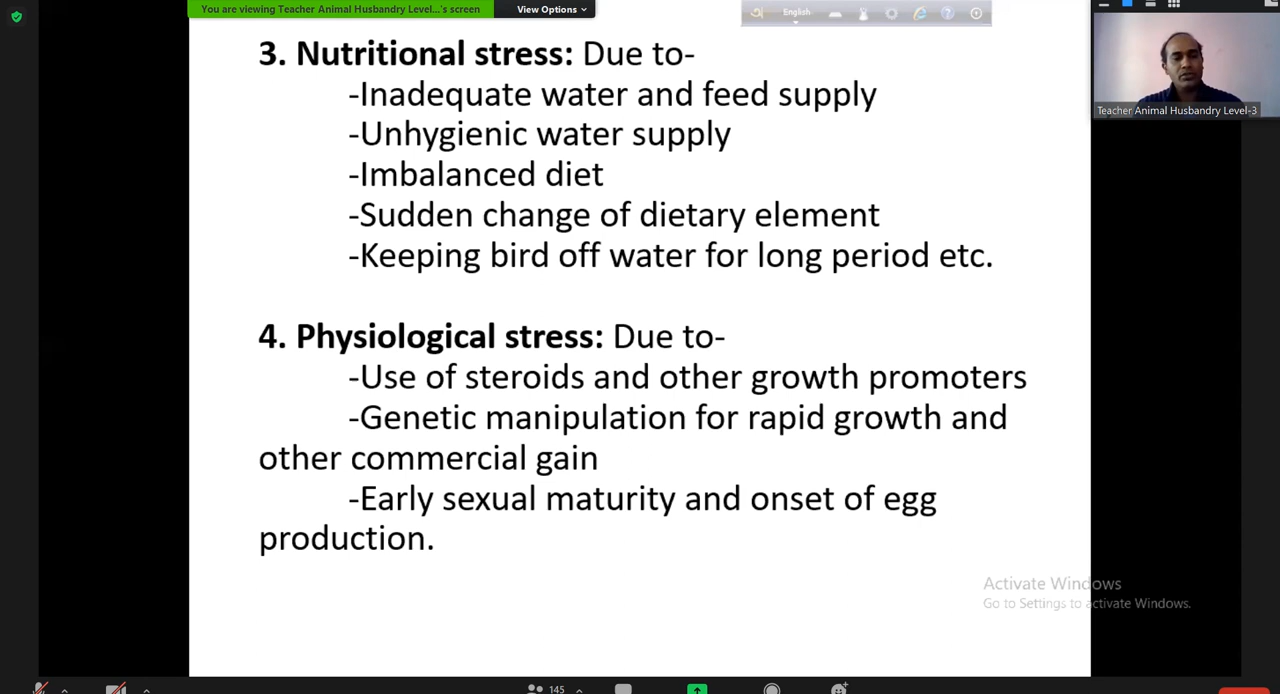 You are viewing Teacher Animal Husbandry Level...'s screen
View Options
English
3. Nutritional stress: Due to-
-Inadequate water and feed supply
-Unhygienic water supply
-Imbalanced diet
-Sudden change of dietary element
-Keeping bird off water for long period etc.
4. Physiological stress: Due to-
-Use of steroids and other growth promoters
-Genetic manipulation for rapid growth and
other commercial gain
-Early sexual maturity and onset of egg
production.
Teacher Animal Husbandry Level-3
Activate Windows
Go to Settings to activate Windows.
145